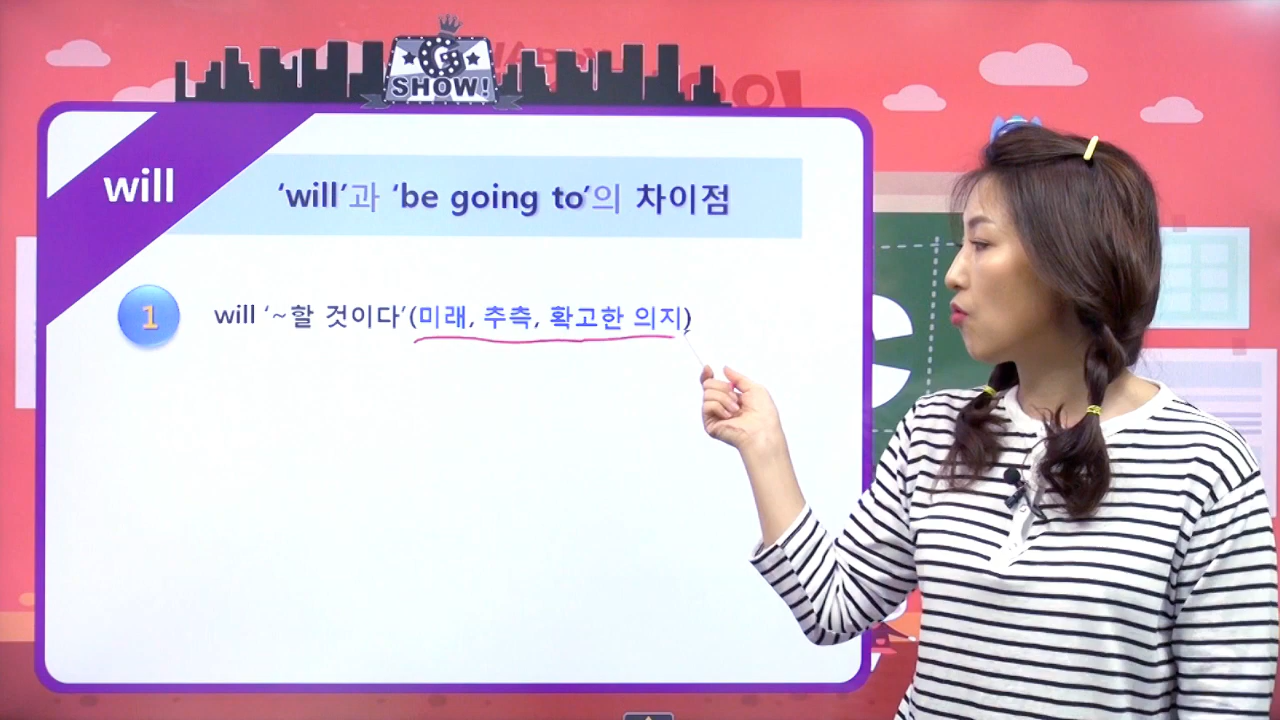 G
SHOW!
will
‘will’과 ‘be going to’의 차이점
1
will ‘~할 것이다’(미래, 추측, 확고한 의지)